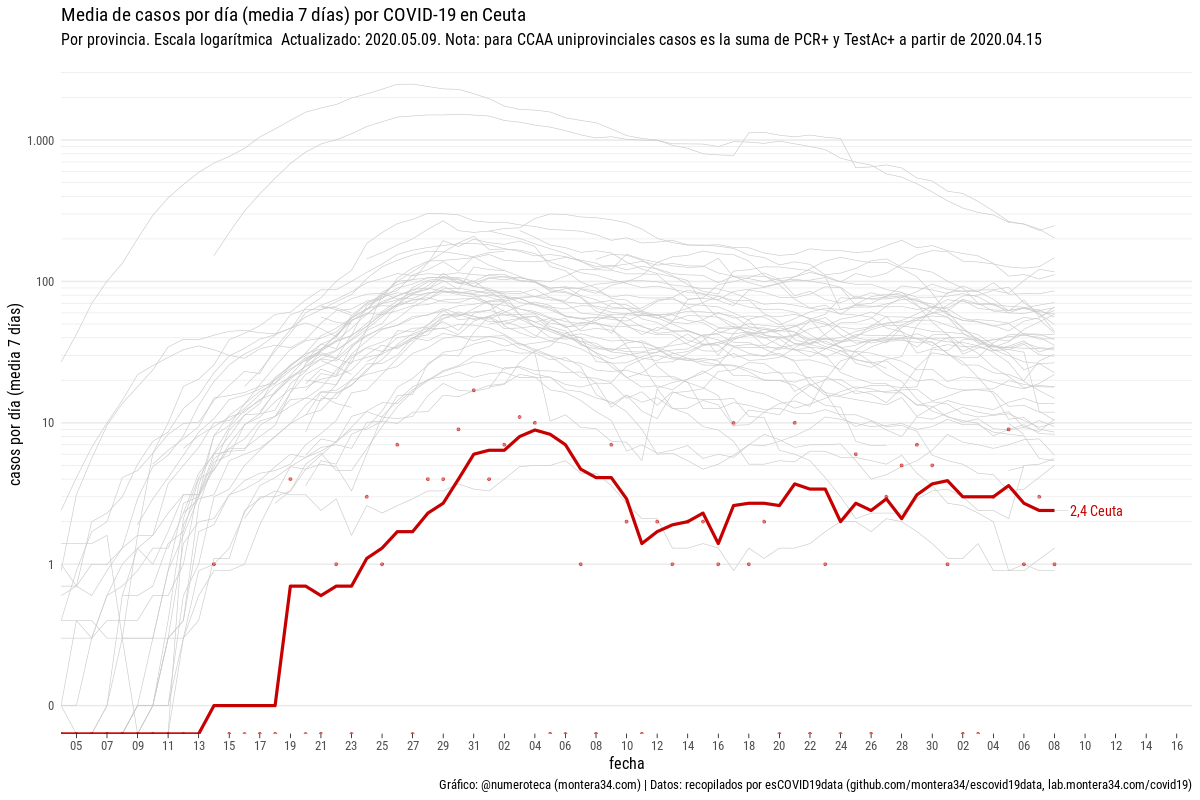 Media de casos por día (media 7 días) por COVID-19 en Ceuta
Por provincia. Escala logarítmica  Actualizado: 2020.05.09. Nota: para CCAA uniprovinciales casos es la suma de PCR+ y TestAc+ a partir de 2020.04.15
casos por día (media 7 días)
1.000
100
10
1
0
2,4 Ceuta
05 07 09 11 13 15 17 19 21 23 25 27 29 31 02 04 06 08 10 12 14 16 18 20 22 24 26 28 30 02 04 06 08 10 12 14 16
fecha
Gráfico: @numeroteca (montera34.com) | Datos: recopilados por esCOVID19data (github.com/montera34/escovid19data, lab.montera34.com/covid19)